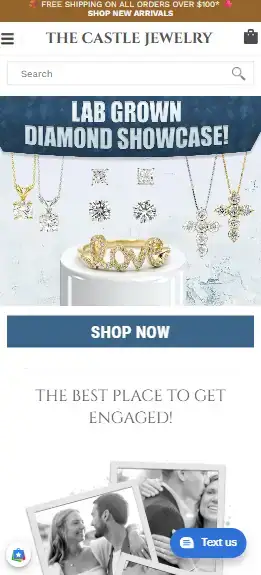 FREE SHIPPING ON ALL ORDERS OVER $100*
SHOP NEW ARRIVALS
THE CASTLE JEWELRY
Search
LAB GROWN
DIAMOND SHOWCASE!
love
SHOP NOW
THE BEST PLACE TO GET
ENGAGED!
Text us